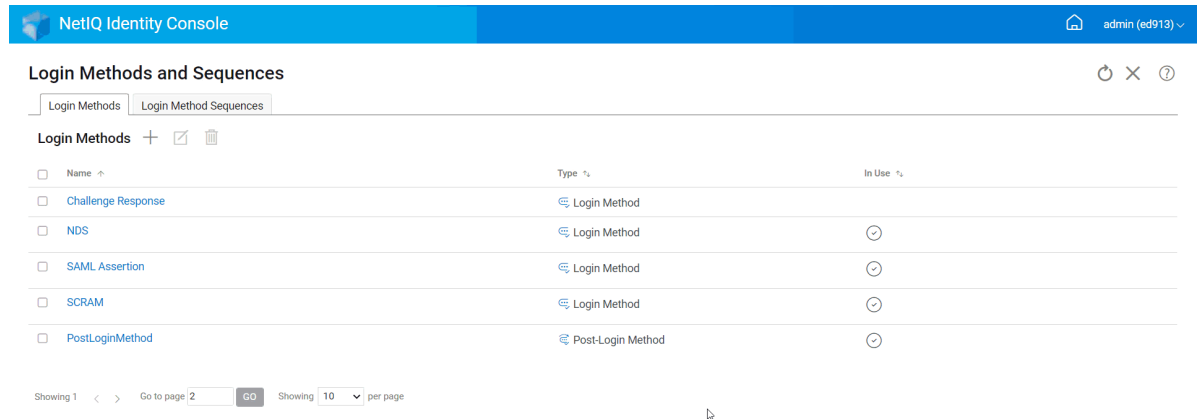 NetIQ Identity Console
admin (ed913)
Login Methods and Sequences
Login Methods
Login Method Sequences
Login Methods
Name Type In Use
Challenge Response Login Method
NDS Login Method
SAML Assertion Login Method
SCRAM Login Method
PostLoginMethod Post-Login Method
Showing 1 < > Go to page 2 GO Showing 10 per page